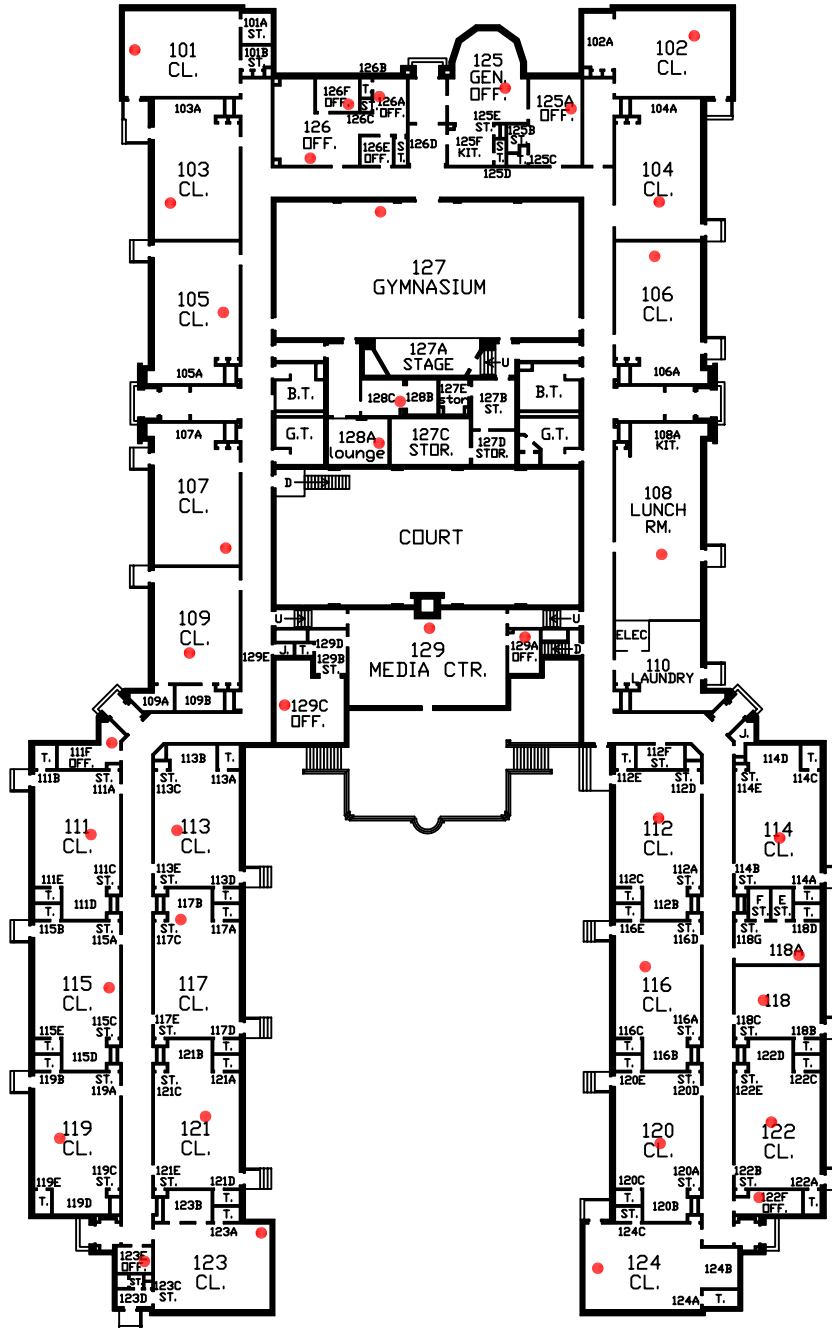 101
CL.
101A
ST.
101B
ST.
126B
125
GEN.
OFF.
102A
102
CL.
103A
126F
OFF.
T.
ST.
126A
OFF.
126C
126
OFF.
126E
OFF.
S
T.
126D
125E
ST.
125F
KIT.
S
T.
125B
ST.
T.
125C
125A
OFF.
125D
104A
103
CL.
104
CL.
127
GYMNASIUM
105
CL.
106
CL.
105A
127A
STAGE
U
106A
B.T.
128C
128B
127E
stor
127B
ST.
B.T.
107A
G.T.
128A
lounge
127C
STOR.
127D
STOR.
G.T.
108A
KIT.
107
CL.
D
COURT
108
LUNCH
RM.
109
CL.
U
129
MEDIA CTR.
U
D
129E
J.
T.
129D
129B
ST.
129A
OFF.
ELEC
110
LAUNDRY
109A
109B
129C
OFF.
J.
T.
111F
OFF.
111B
ST.
111A
113B
T.
ST.
113C
113A
T.
112F
ST.
112E
ST.
112D
114D
T.
ST.
114E
114C
111
CL.
113
CL.
112
CL.
114
CL.
111E
111C
ST.
T.
111D
T.
113E
ST.
113D
117B
T.
T.
112C
112A
ST.
T.
112B
T.
114B
ST.
114A
F
ST.
E
ST.
T.
T.
115B
ST.
115A
ST.
117C
117A
116E
ST.
116D
ST.
118G
118D
118A
115
CL.
117
CL.
116
CL.
118
115E
115C
ST.
T.
115D
T.
117E
ST.
117D
121B
T.
T.
116C
116A
ST.
T.
116B
T.
118C
ST.
118B
122D
T.
T.
119B
ST.
119A
ST.
121C
121A
120E
ST.
120D
ST.
122E
122C
119
CL.
121
CL.
120
CL.
122
CL.
119E
119C
ST.
T.
119D
121E
ST.
121D
123B
T.
T.
120C
120A
ST.
T.
ST.
120B
122B
ST.
122A
122F
OFF.
T.
123A
124C
123F
OFF.
ST.
123D
123C
ST.
123
CL.
124
CL.
124B
124A
T.